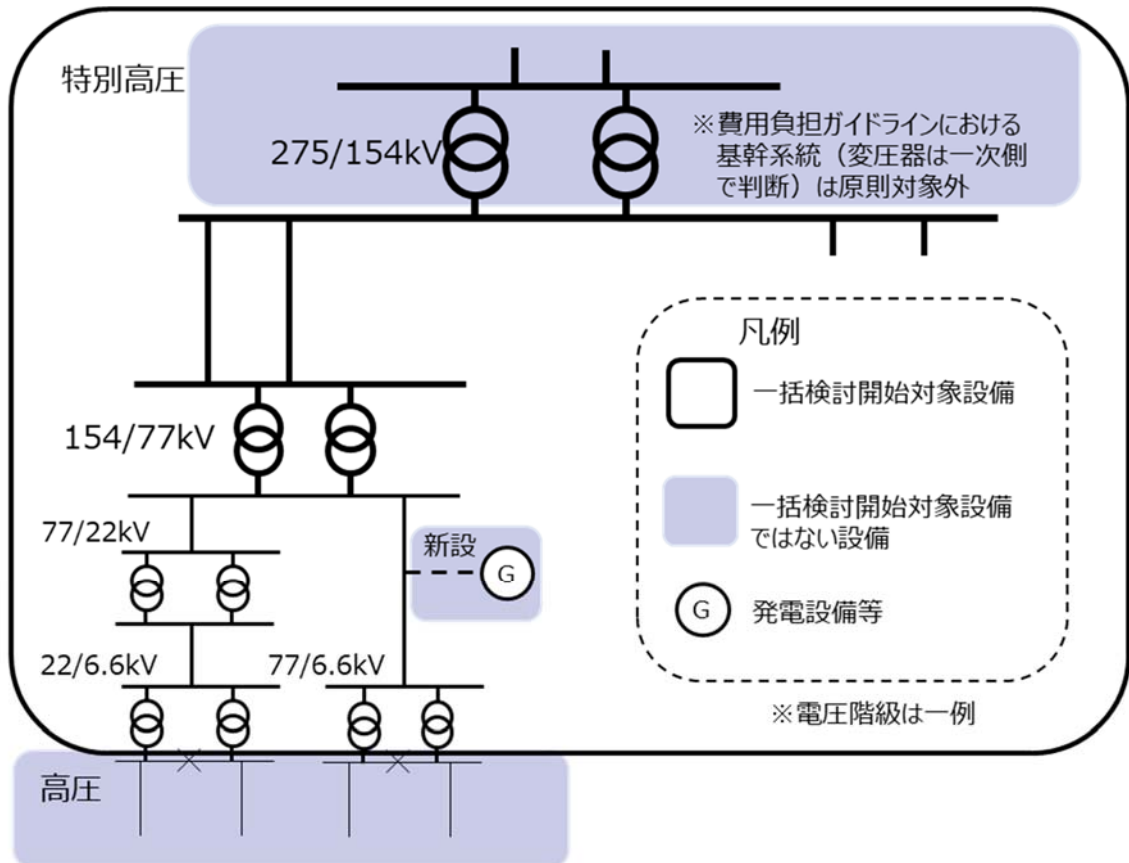 特別高圧
275/154kV
※費用負担ガイドラインにおける
基幹系統（変圧器は一次側
で判断）は原則対象外
凡例
一括検討開始対象設備
154/77kV
77/22kV
新設
G
一括検討開始対象設備
ではない設備
G
発電設備等
22/6.6kV
77/6.6kV
※電圧階級は一例
高圧